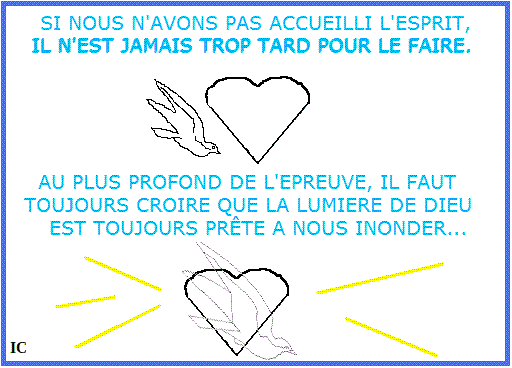 SI NOUS N'AVONS PAS ACCUEILLI L'ESPRIT,
IL N'EST JAMAIS TROP TARD POUR LE FAIRE.
AU PLUS PROFOND DE L'EPREUVE, IL FAUT
TOUJOURS CROIRE QUE LA LUMIERE DE DIEU
EST TOUJOURS PRÊTE A NOUS INONDER...
IC